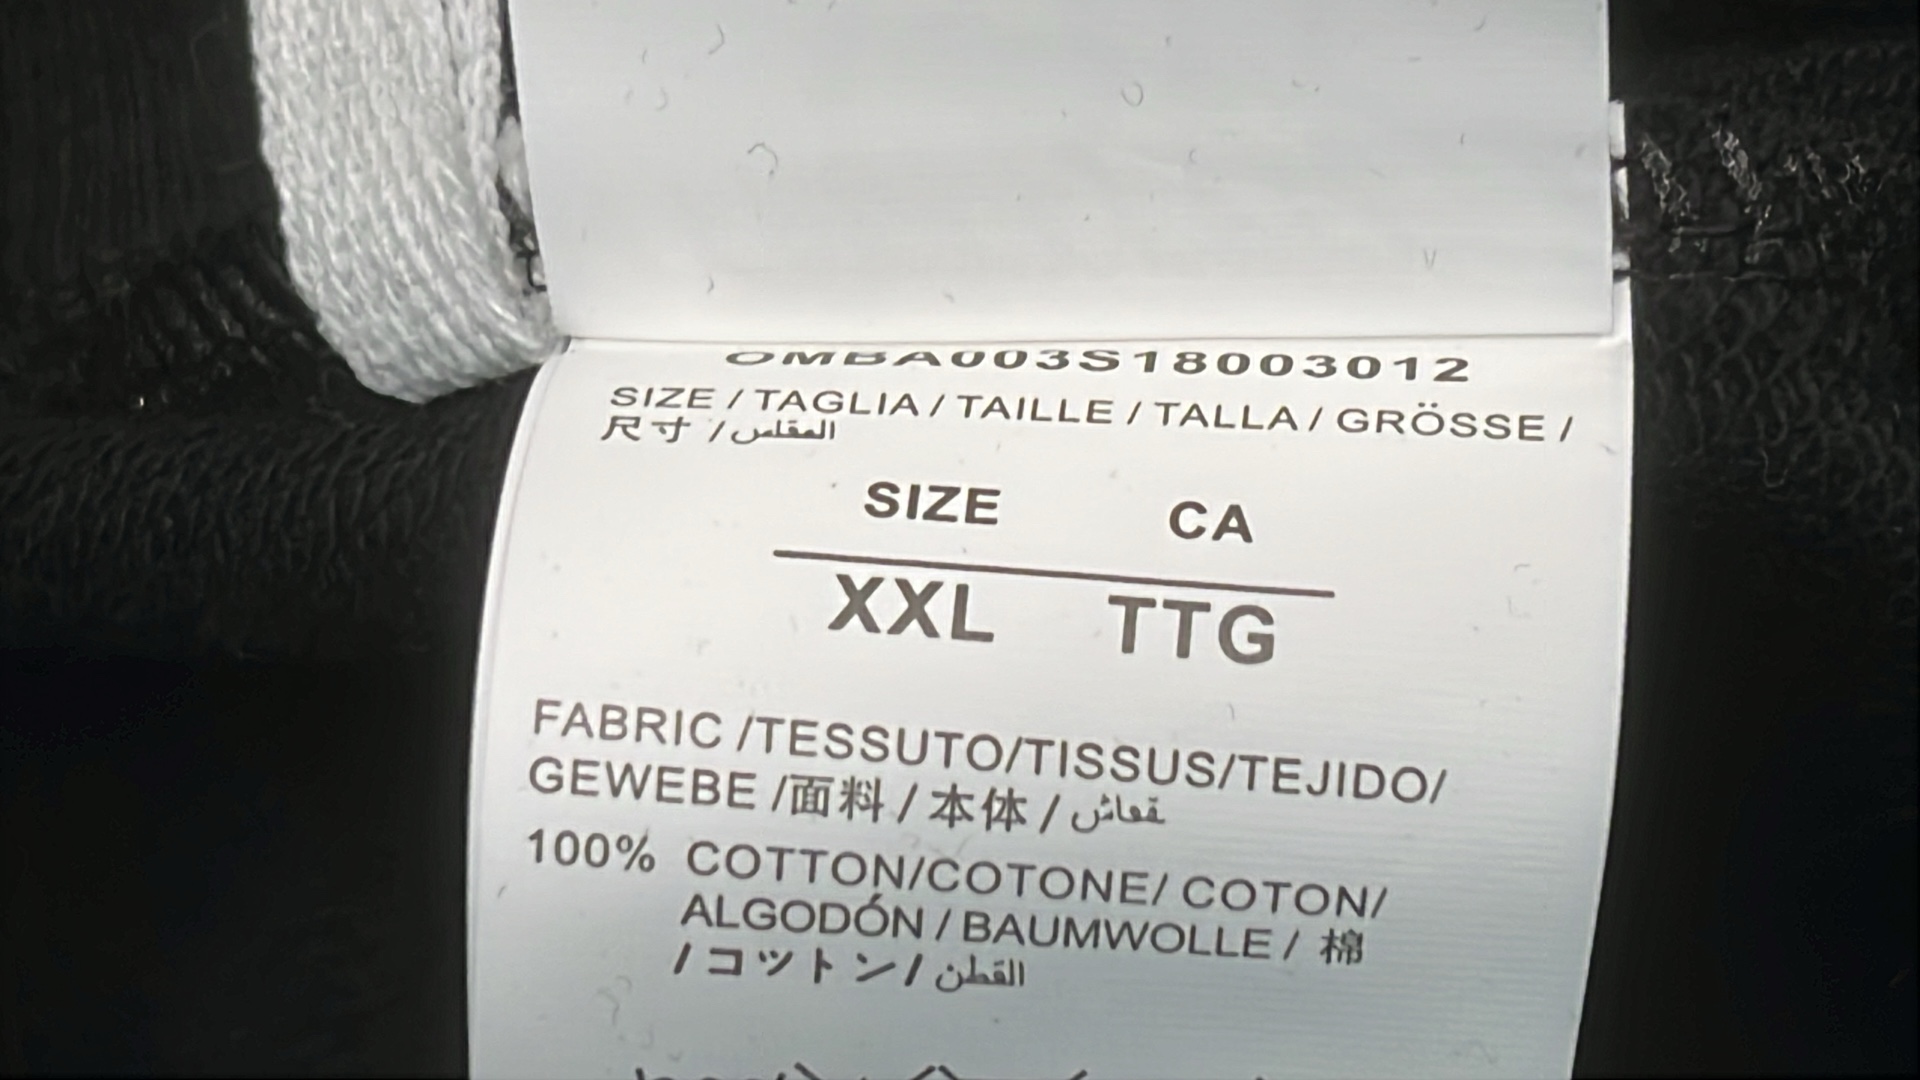 OMBA003S18003012
SIZE / TAGLIA / TAILLE / TALLA / GRÖSSE /
尺寸 / المقاس
SIZE CA
XXL TTG
FABRIC /TESSUTO/TISSUS/TEJIDO/
GEWEBE /面料 / 本体 / قماش
100% COTTON/COTONE/ COTON/
ALGODÓN / BAUMWOLLE / 棉
/ コットン / القطن